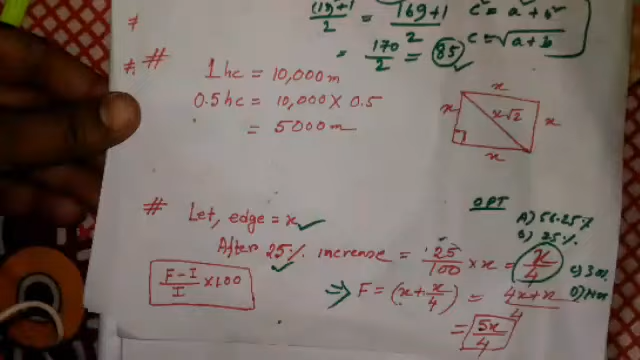 (13)²+1/2 = 169+1/2 c² = a²+b²
= 170/2 = 85 c = √a+b
# 1 hc = 10,000 m
0.5 hc = 10,000 × 0.5
= 5000 m
x
x x√2 x
x
# Let, edge = x
After 25% increase = 25/100 × x = x/4
F-I/I × 100
⇒ F = (x + x/4) = 4x+x/4
= 5x/4
OPT
A) 56.25%
B) 25%